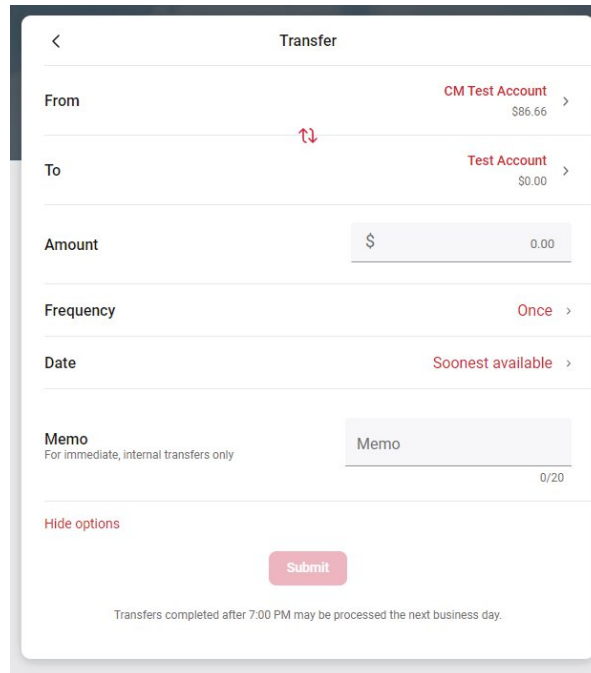 Transfer
From
CM Test Account
$86.66
To
Test Account
$0.00
Amount
$ 0.00
Frequency
Once
Date
Soonest available
Memo
For immediate, internal transfers only
Memo
0/20
Hide options
Submit
Transfers completed after 7:00 PM may be processed the next business day.